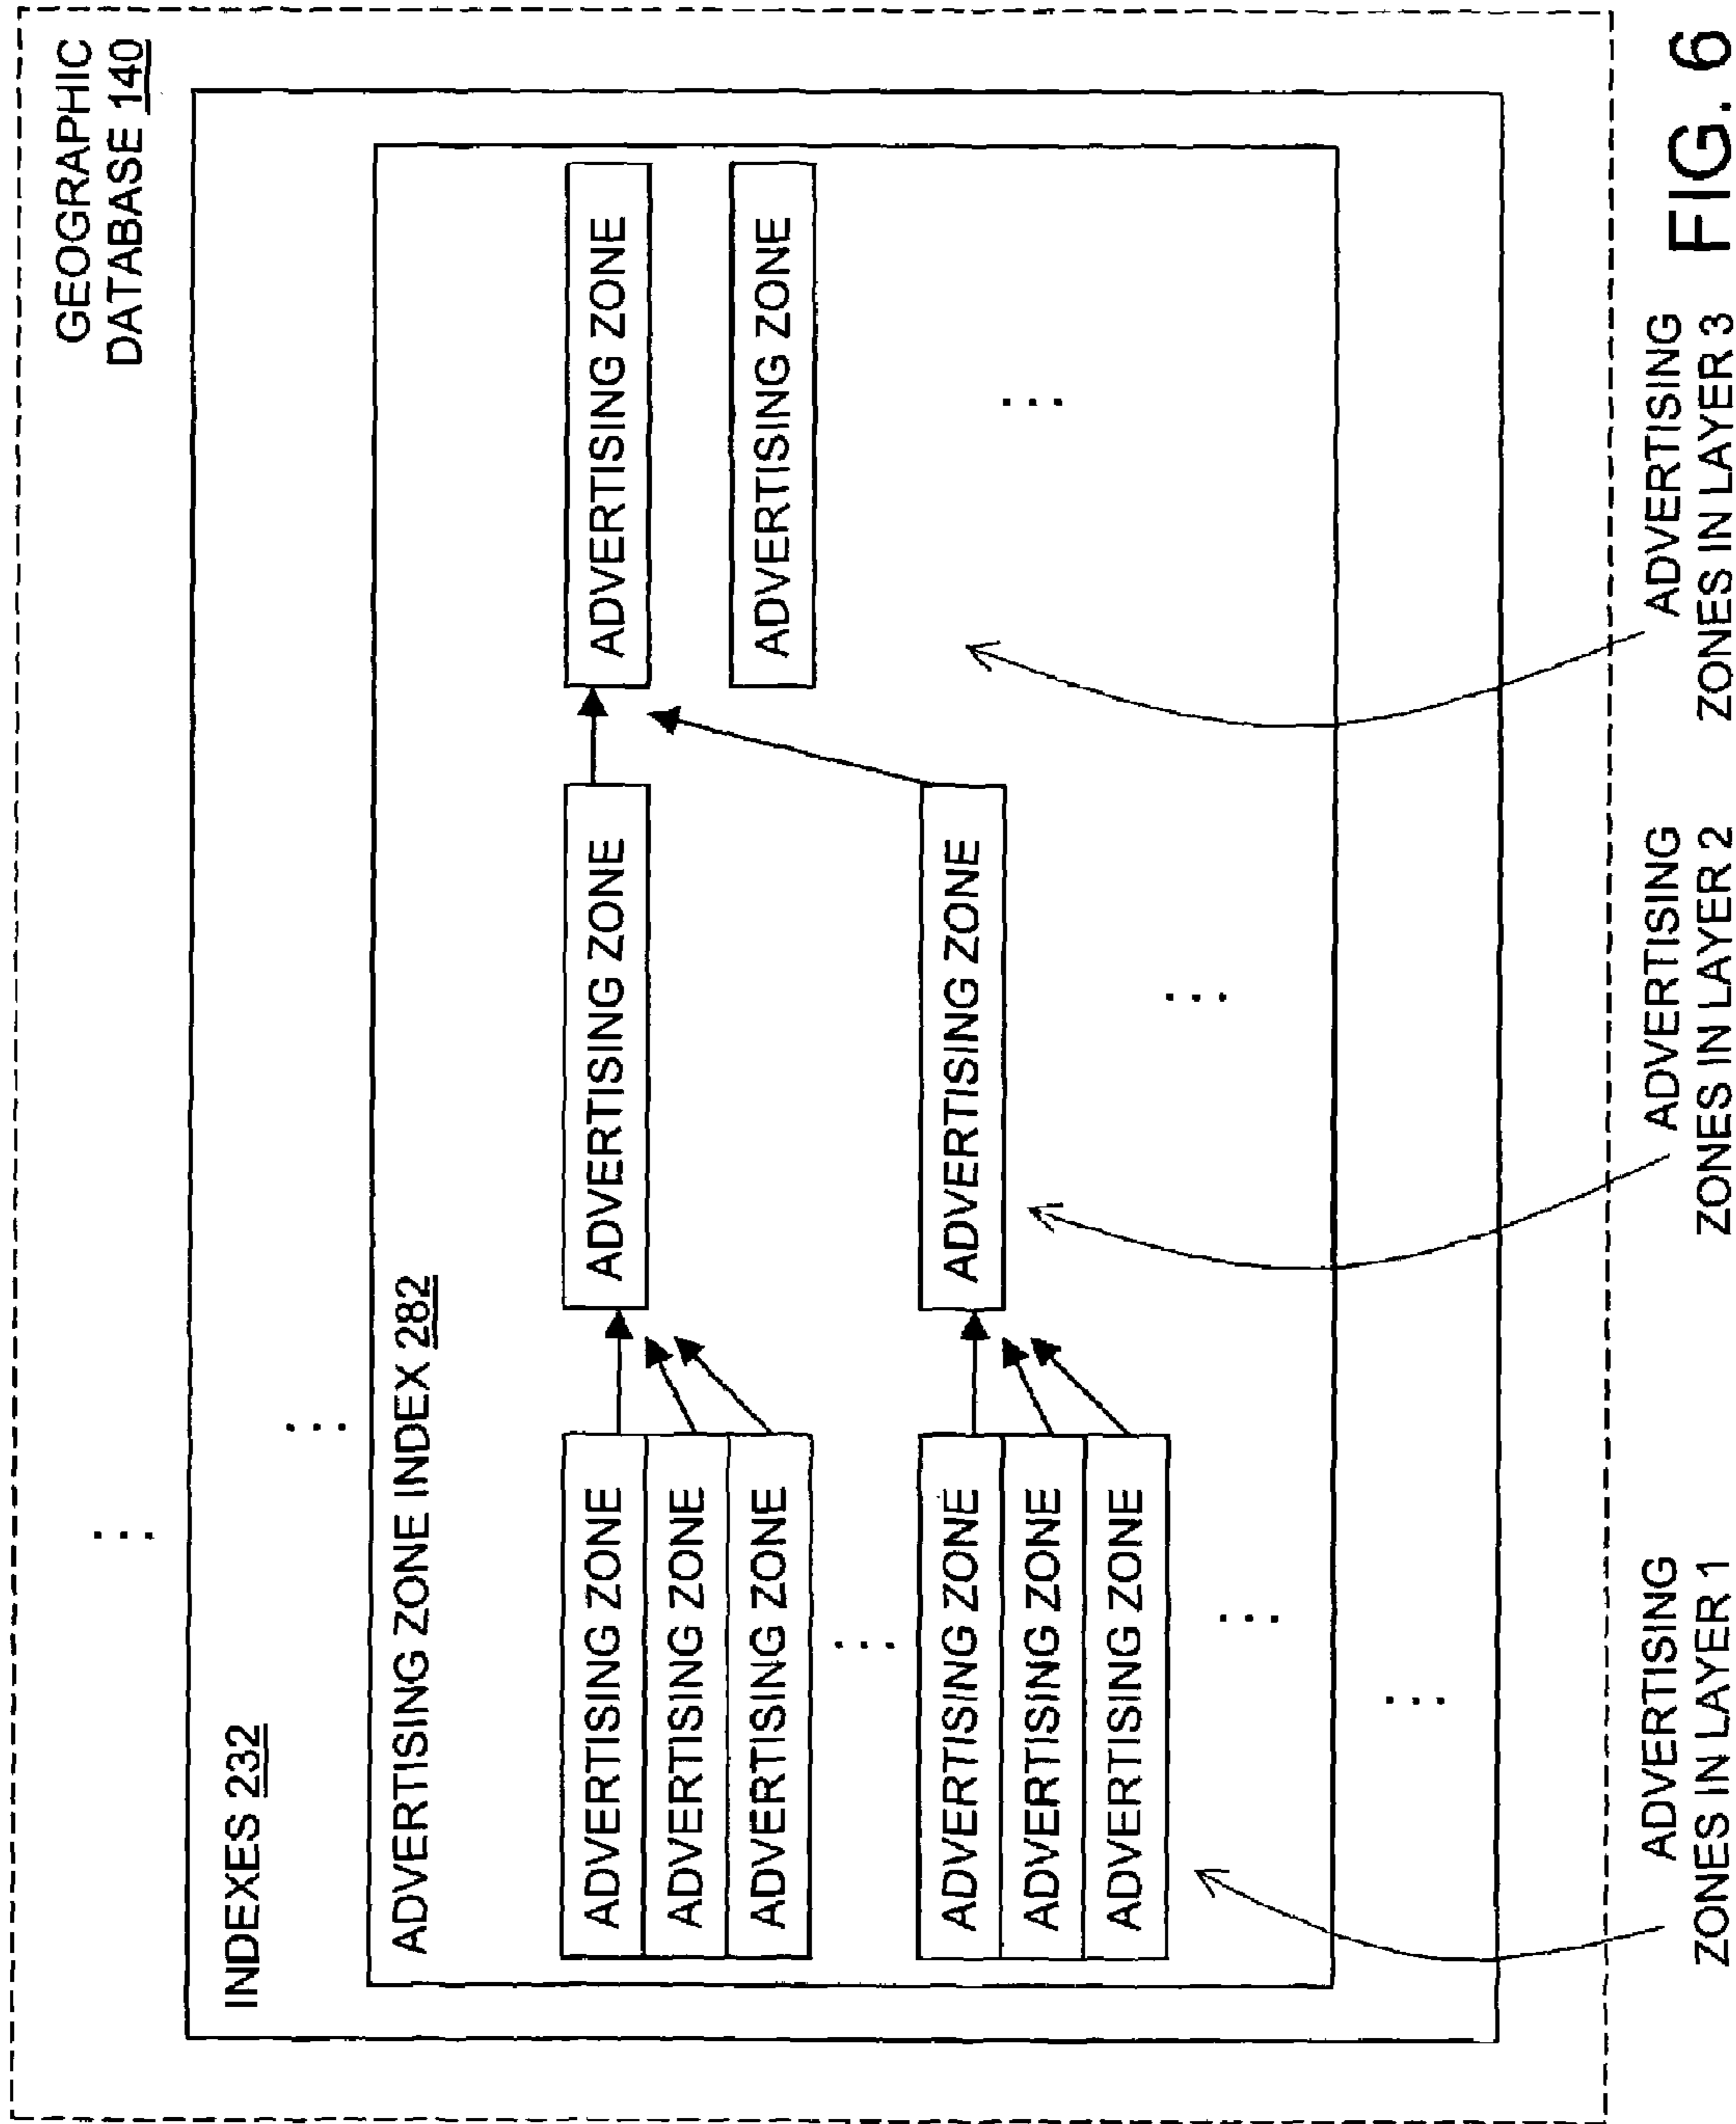 GEOGRAPHIC
DATABASE 140
...
INDEXES 232
...
ADVERTISING ZONE INDEX 282
ADVERTISING ZONE
ADVERTISING ZONE
ADVERTISING ZONE
...
ADVERTISING ZONE
ADVERTISING ZONE
ADVERTISING ZONE
...
ADVERTISING ZONE
ADVERTISING ZONE
...
ADVERTISING ZONE
ADVERTISING ZONE
...
...
ADVERTISING
ZONES IN LAYER 1
ADVERTISING
ZONES IN LAYER 2
ADVERTISING
ZONES IN LAYER 3
FIG. 6